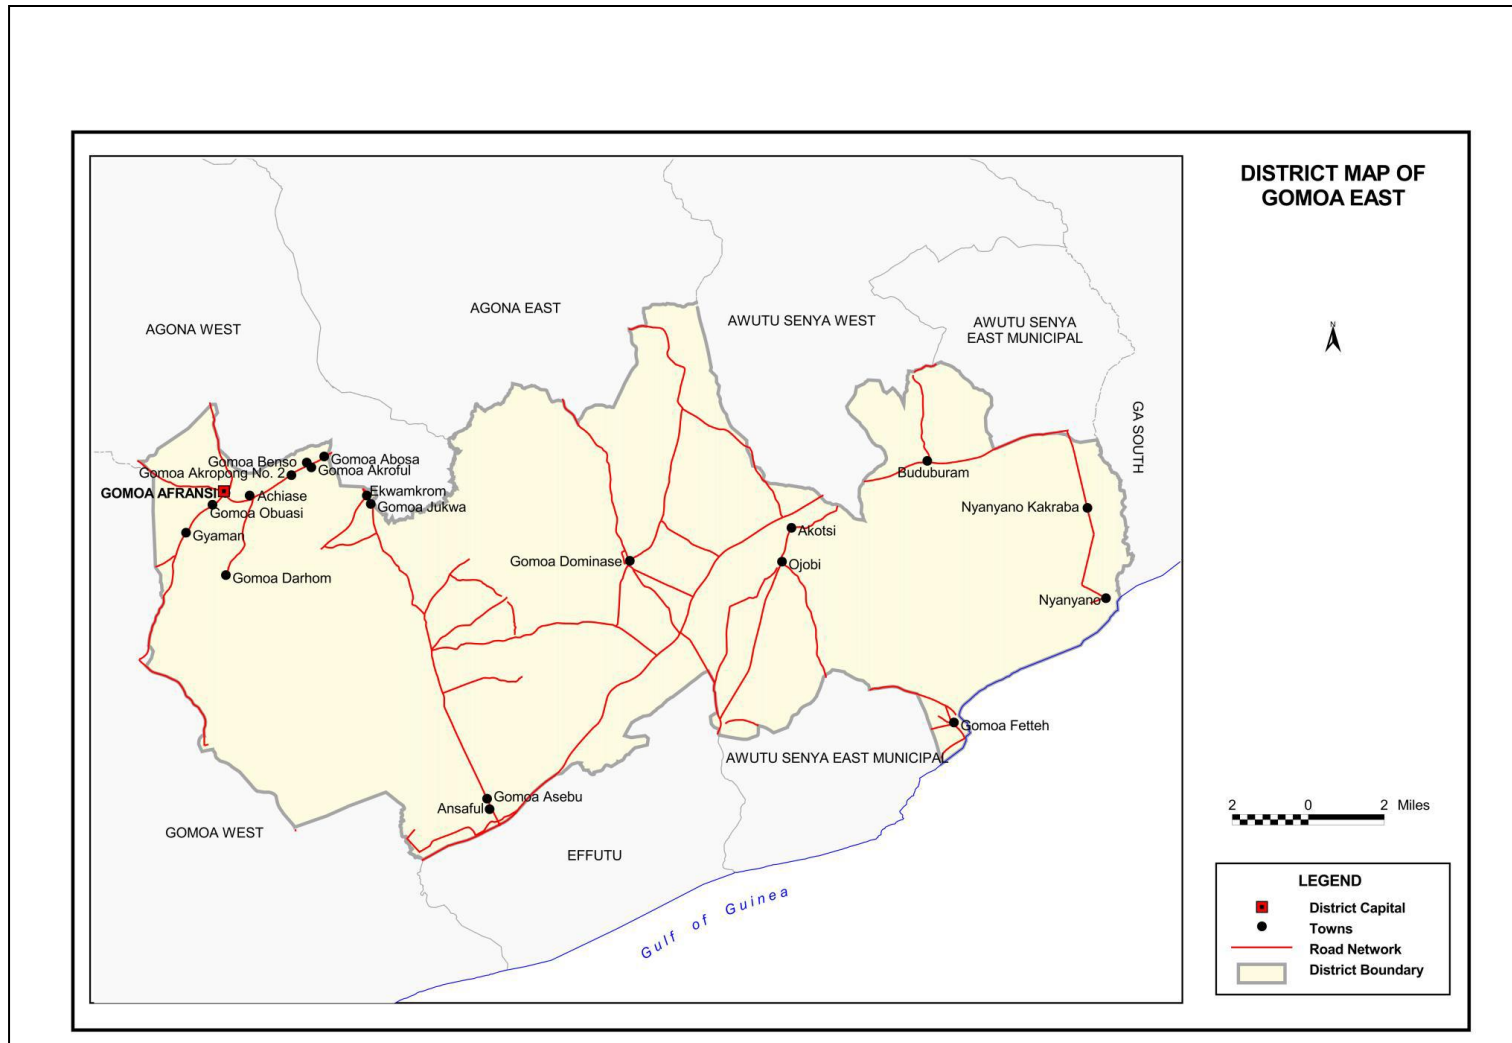 DISTRICT MAP OF
GOMOA EAST
N
AGONA WEST
AGONA EAST
AWUTU SENYA WEST
AWUTU SENYA
EAST MUNICIPAL
GA SOUTH
Gomoa Benso
Gomoa Abosa
Gomoa Akropong No. 2
Gomoa Akroful
GOMOA AFRANSI
Achiase
Ekwamkrom
Gomoa Obuasi
Gomoa Jukwa
Gyaman
Gomoa Darhom
Gomoa Dominase
Buduburam
Nyanyano Kakraba
Akotsi
Ojobi
Nyanyano
Gomoa Fetteh
AWUTU SENYA EAST MUNICIPAL
Gomoa Asebu
Ansaful
GOMOA WEST
EFFUTU
Gulf of Guinea
2 0 2 Miles
LEGEND
District Capital
Towns
Road Network
District Boundary